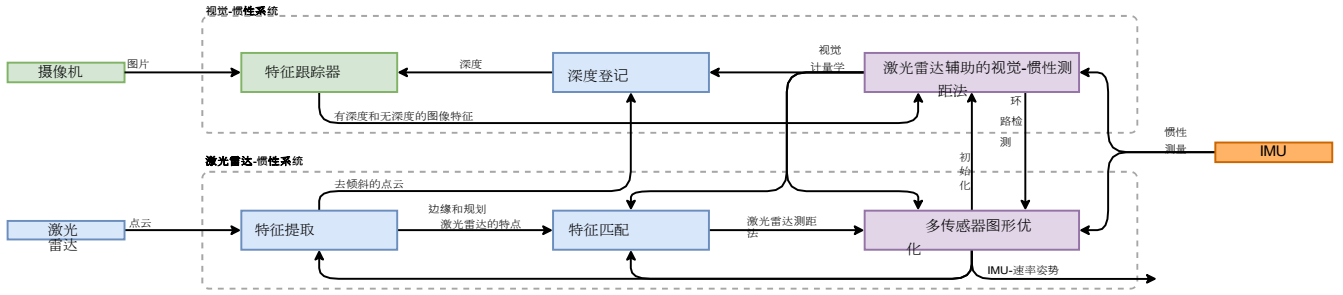 视觉-惯性系统
摄像机
图片
特征跟踪器
深度
深度登记
视觉
计量学
激光雷达辅助的视觉-惯性测
距法
有深度和无深度的图像特征
环
路检
测
惯性
测量
IMU
激光雷达-惯性系统
初
始
化
去倾斜的点云
激光
雷达
点云
特征提取
边缘和规划
激光雷达的特点
特征匹配
激光雷达测距
法
多传感器图形优
化
IMU-速率姿势